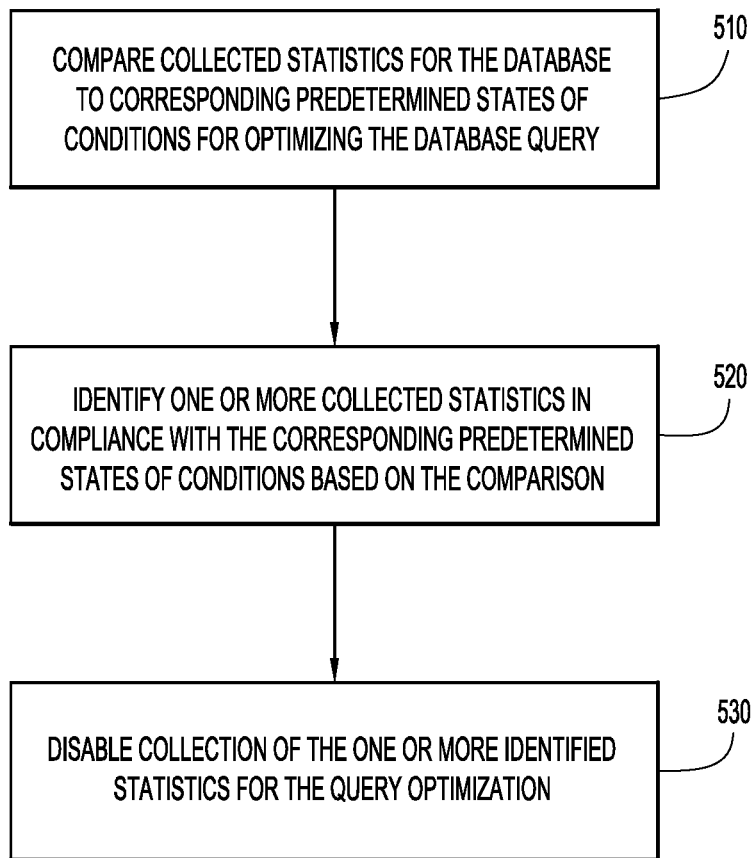 510
COMPARE COLLECTED STATISTICS FOR THE DATABASE
TO CORRESPONDING PREDETERMINED STATES OF
CONDITIONS FOR OPTIMIZING THE DATABASE QUERY
520
IDENTIFY ONE OR MORE COLLECTED STATISTICS IN
COMPLIANCE WITH THE CORRESPONDING PREDETERMINED
STATES OF CONDITIONS BASED ON THE COMPARISON
530
DISABLE COLLECTION OF THE ONE OR MORE IDENTIFIED
STATISTICS FOR THE QUERY OPTIMIZATION